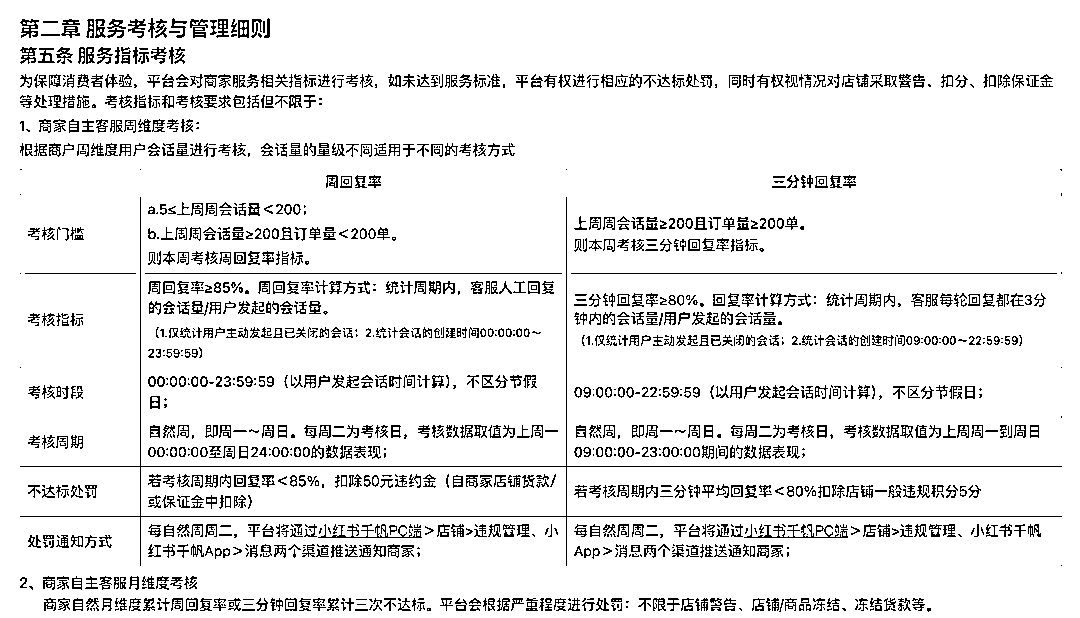 第二章 服务考核与管理细则
第五条 服务指标考核
为保障消费者体验，平台会对商家服务相关指标进行考核，如未达到服务标准，平台有权进行相应的不达标处罚，同时有权视情况对店铺采取警告、扣分、扣除保证金
等处理措施。考核指标和考核要求包括但不限于：
1、商家自主客服周维度考核：
根据商户周维度用户会话量进行考核，会话量的量级不同适用于不同的考核方式
周回复率
三分钟回复率
考核门槛
a.5≤上周周会话量＜200；
b.上周周会话量≥200且订单量＜200单。
则本周考核周回复率指标。
上周周会话量≥200且订单量≥200单。
则本周考核三分钟回复率指标。
考核指标
周回复率≥85%。周回复率计算方式：统计周期内，客服人工回复
的会话量/用户发起的会话量。
（1.仅统计用户主动发起且已关闭的会话；2.统计会话的创建时间00:00:00～
23:59:59）
三分钟回复率≥80%。回复率计算方式：统计周期内，客服每轮回复都在3分
钟内的会话量/用户发起的会话量。
（1.仅统计用户主动发起且已关闭的会话；2.统计会话的创建时间09:00:00～22:59:59）
考核时段
00:00:00-23:59:59（以用户发起会话时间计算），不区分节假
日；
09:00:00-22:59:59（以用户发起会话时间计算），不区分节假日；
考核周期
自然周，即周一～周日。每周二为考核日，考核数据取值为上周一
00:00:00至周日24:00:00的数据表现；
自然周，即周一～周日。每周二为考核日，考核数据取值为上周周一到周日
09:00:00-23:00:00期间的数据表现；
不达标处罚
若考核周期内回复率＜85%，扣除50元违约金（自商家店铺货款/
或保证金中扣除）
若考核周期内三分钟平均回复率＜80%扣除店铺一般违规积分5分
处罚通知方式
每自然周周二，平台将通过小红书千帆PC端＞店铺>违规管理、小
红书千帆App＞消息两个渠道推送通知商家；
每自然周周二，平台将通过小红书千帆PC端＞店铺>违规管理、小红书千帆
App＞消息两个渠道推送通知商家；
2、商家自主客服月维度考核
商家自然月维度累计周回复率或三分钟回复率累计三次不达标。平台会根据严重程度进行处罚：不限于店铺警告、店铺/商品冻结、冻结货款等。